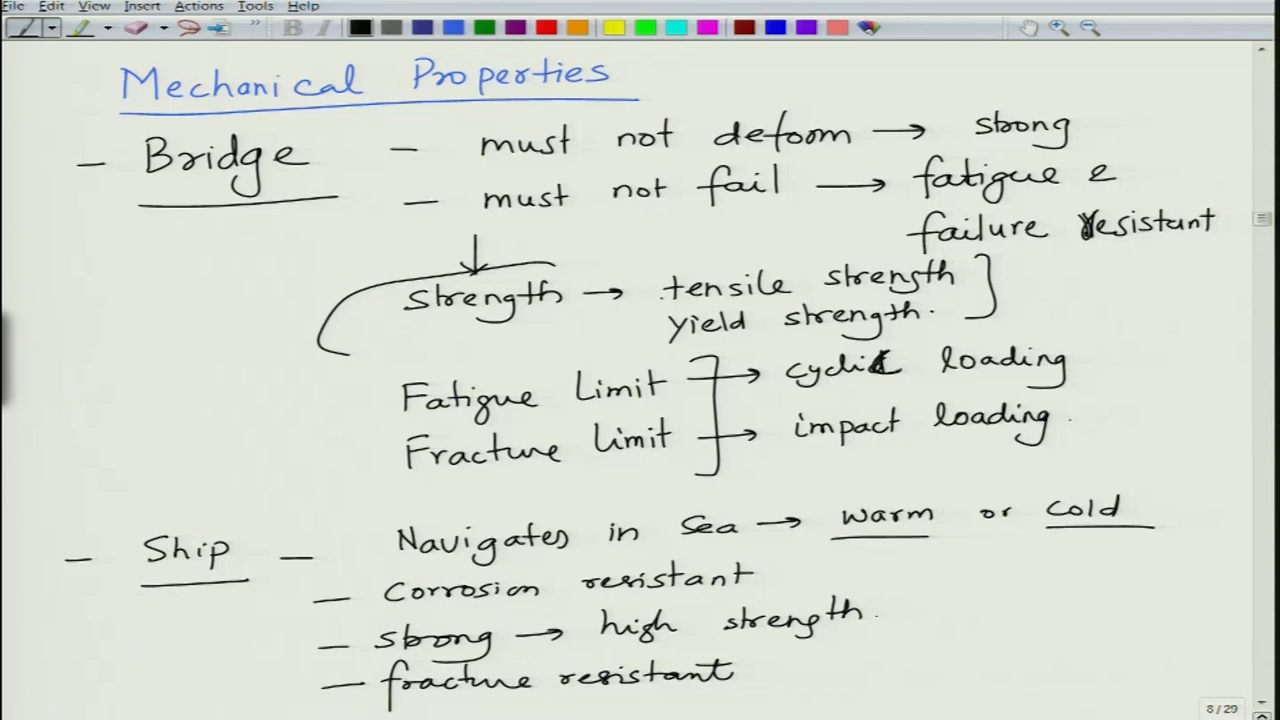 File Edit View Insert Actions Tools Help
Mechanical Properties
- Bridge - must not deform → strong
- must not fail → fatigue &
failure resistant
Strength → tensile strength
Yield strength.
Fatigue Limit → cyclic loading
Fracture limit → impact loading.
- Ship - Navigates in Sea → warm or cold
- Corrosion resistant
- strong → high strength.
- fracture resistant
8 / 29